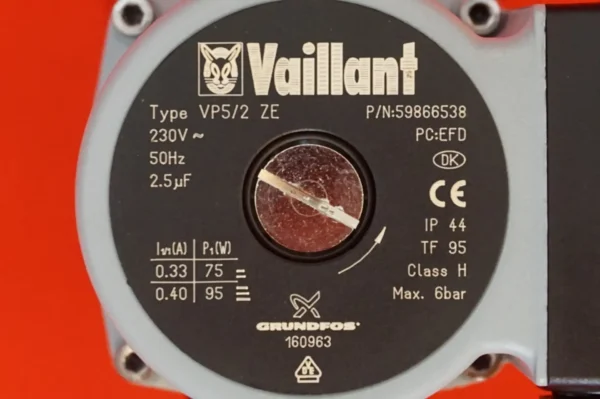 Vaillant
Type VP5/2 ZE
P/N:59866538
230V ~
PC:EFD
50Hz
DK
2.5µF
CE
IP 44
TF 95
I1/1(A) P1(W)
0.33 75
Class H
0.40 95
Max. 6bar
GRUNDFOS
160963